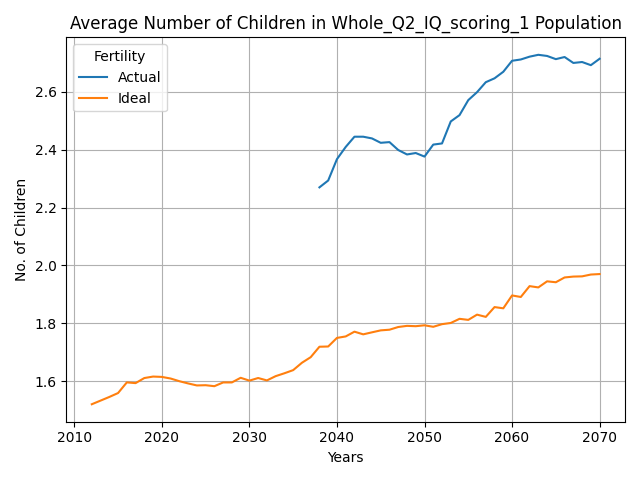 Average Number of Children in Whole_Q2_IQ_scoring_1 Population
Fertility
Actual
Ideal
No. of Children
2.6
2.4
2.2
2.0
1.8
1.6
2010 2020 2030 2040 2050 2060 2070
Years